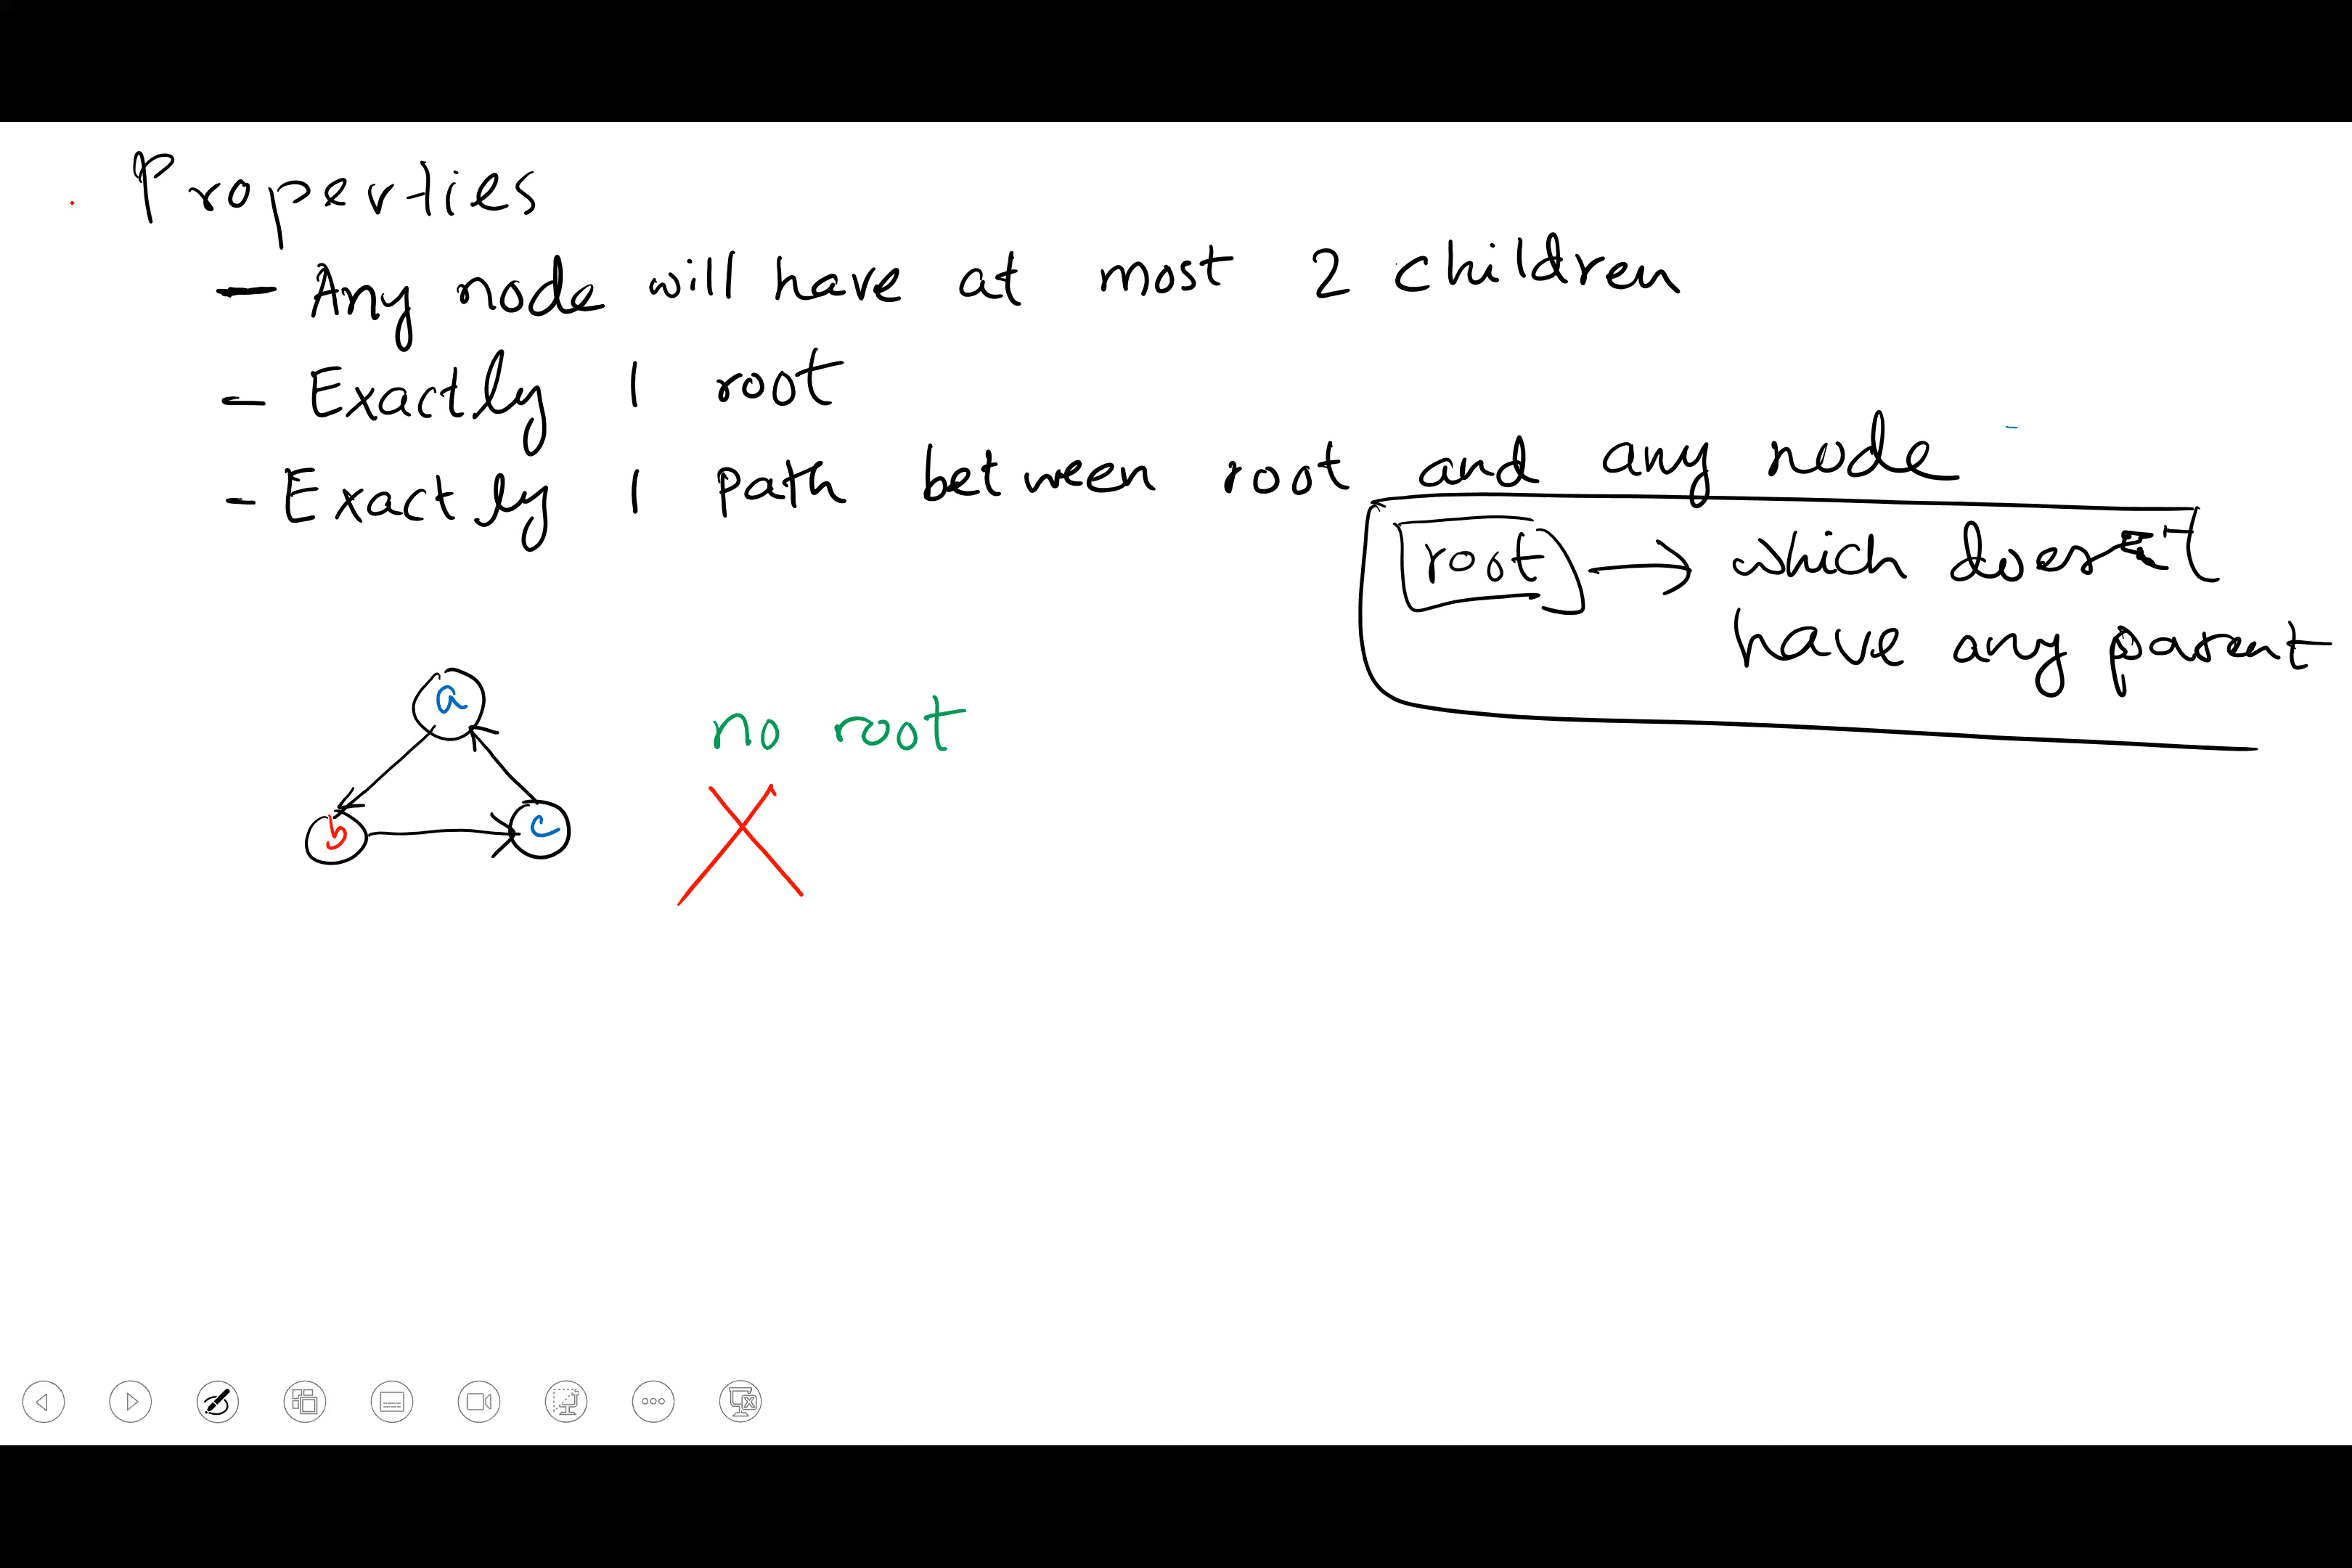 Properties
- Any node will have at most 2 children
- Exactly 1 root
- Exactly 1 path between root and any node
root → which doesn't
have any parent
a
no root
b
c